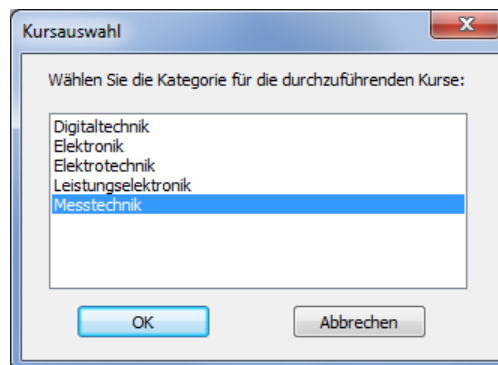 Kursauswahl
Wählen Sie die Kategorie für die durchzuführenden Kurse:
Digitaltechnik
Elektronik
Elektrotechnik
Leistungselektronik
Messtechnik
OK
Abbrechen